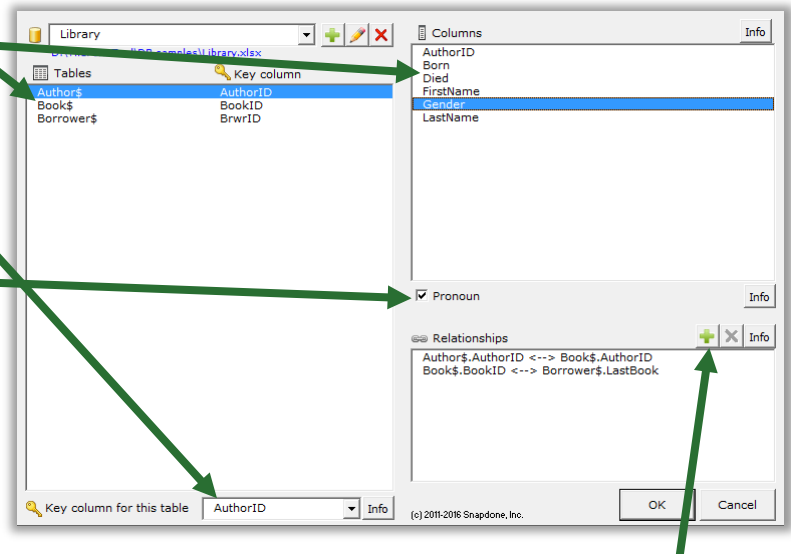 Library
DB samples\Library.xlsx
Tables Key column
Author$ AuthorID
Book$ BookID
Borrower$ BrwrID
Key column for this table AuthorID Info
Columns Info
AuthorID
Born
Died
FirstName
Gender
LastName
Pronoun Info
Relationships Info
Author$.AuthorID <--> Book$.AuthorID
Book$.BookID <--> Borrower$.LastBook
(c) 2011-2016 Snapdone, Inc. OK Cancel